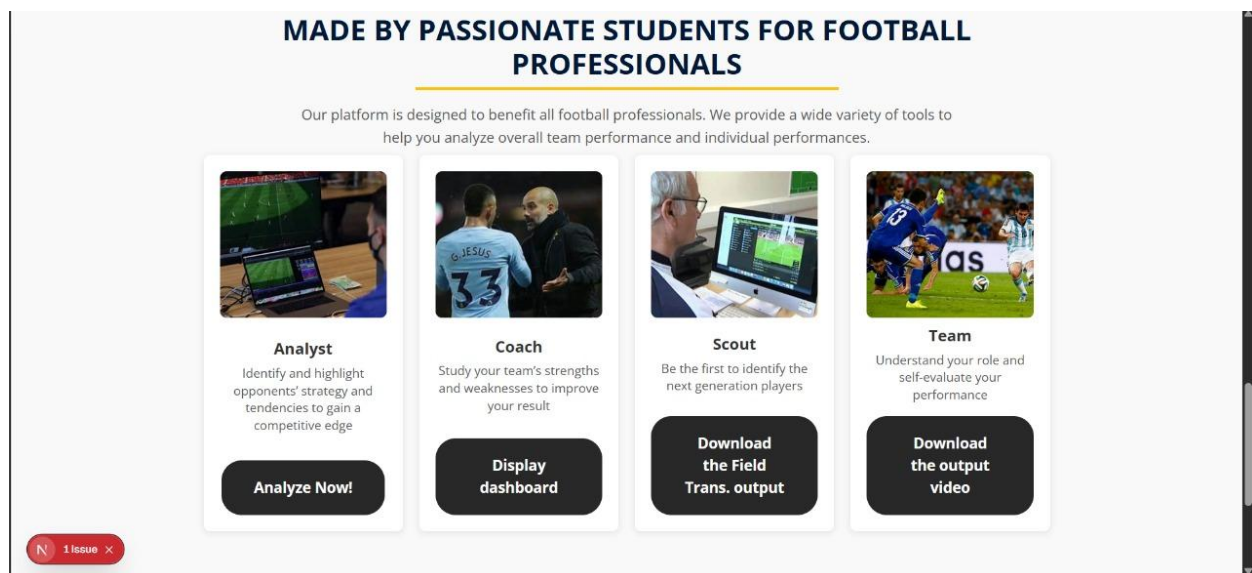 MADE BY PASSIONATE STUDENTS FOR FOOTBALL
PROFESSIONALS
Our platform is designed to benefit all football professionals. We provide a wide variety of tools to
help you analyze overall team performance and individual performances.
G.JESUS
33
13
as
Analyst
Identify and highlight
opponents' strategy and
tendencies to gain a
competitive edge
Analyze Now!
Coach
Study your team's strengths
and weaknesses to improve
your result
Display
dashboard
Scout
Be the first to identify the
next generation players
Download
the Field
Trans. output
Team
Understand your role and
self-evaluate your
performance
Download
the output
video
N 1 Issue ×